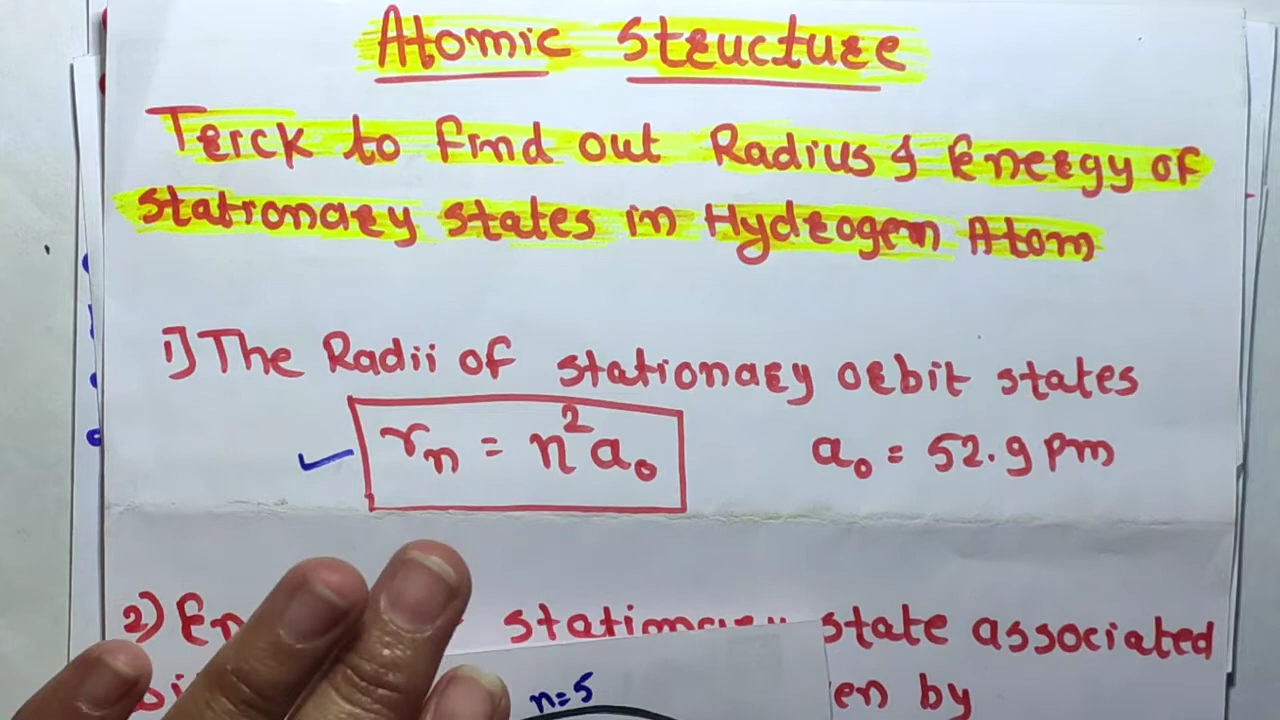 Atomic Structure
Trick to Find out Radius & Energy of
stationary states in Hydrogen Atom
1) The Radii of stationary orbit states
rₙ = n²a₀ a₀ = 52.9 pm
2) stationary state associated
en by
n=5